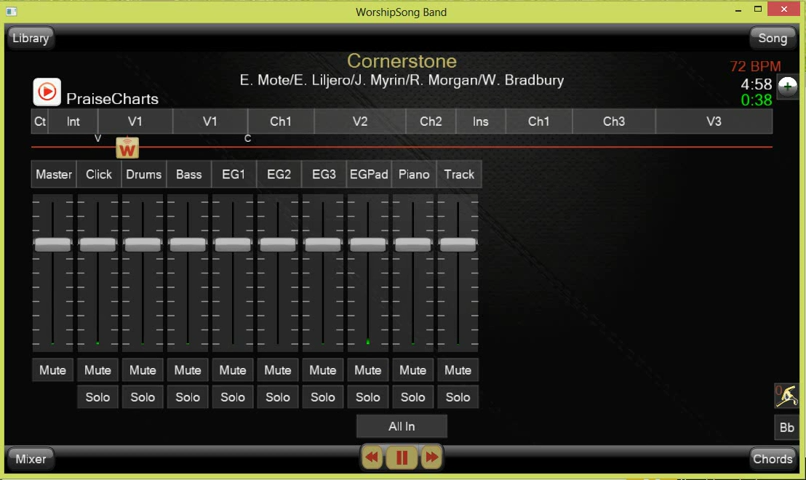 WorshipSong Band
Library
Song
Cornerstone
E. Mote/E. Liljero/J. Myrin/R. Morgan/W. Bradbury
72 BPM
4:58
0:38
PraiseCharts
Ct Int V1 V1 Ch1 V2 Ch2 Ins Ch1 Ch3 V3
V C
W
Master Click Drums Bass EG1 EG2 EG3 EGPad Piano Track
Mute Mute Mute Mute Mute Mute Mute Mute Mute Mute
Solo Solo Solo Solo Solo Solo Solo Solo Solo
0
All In
Bb
Mixer
Chords